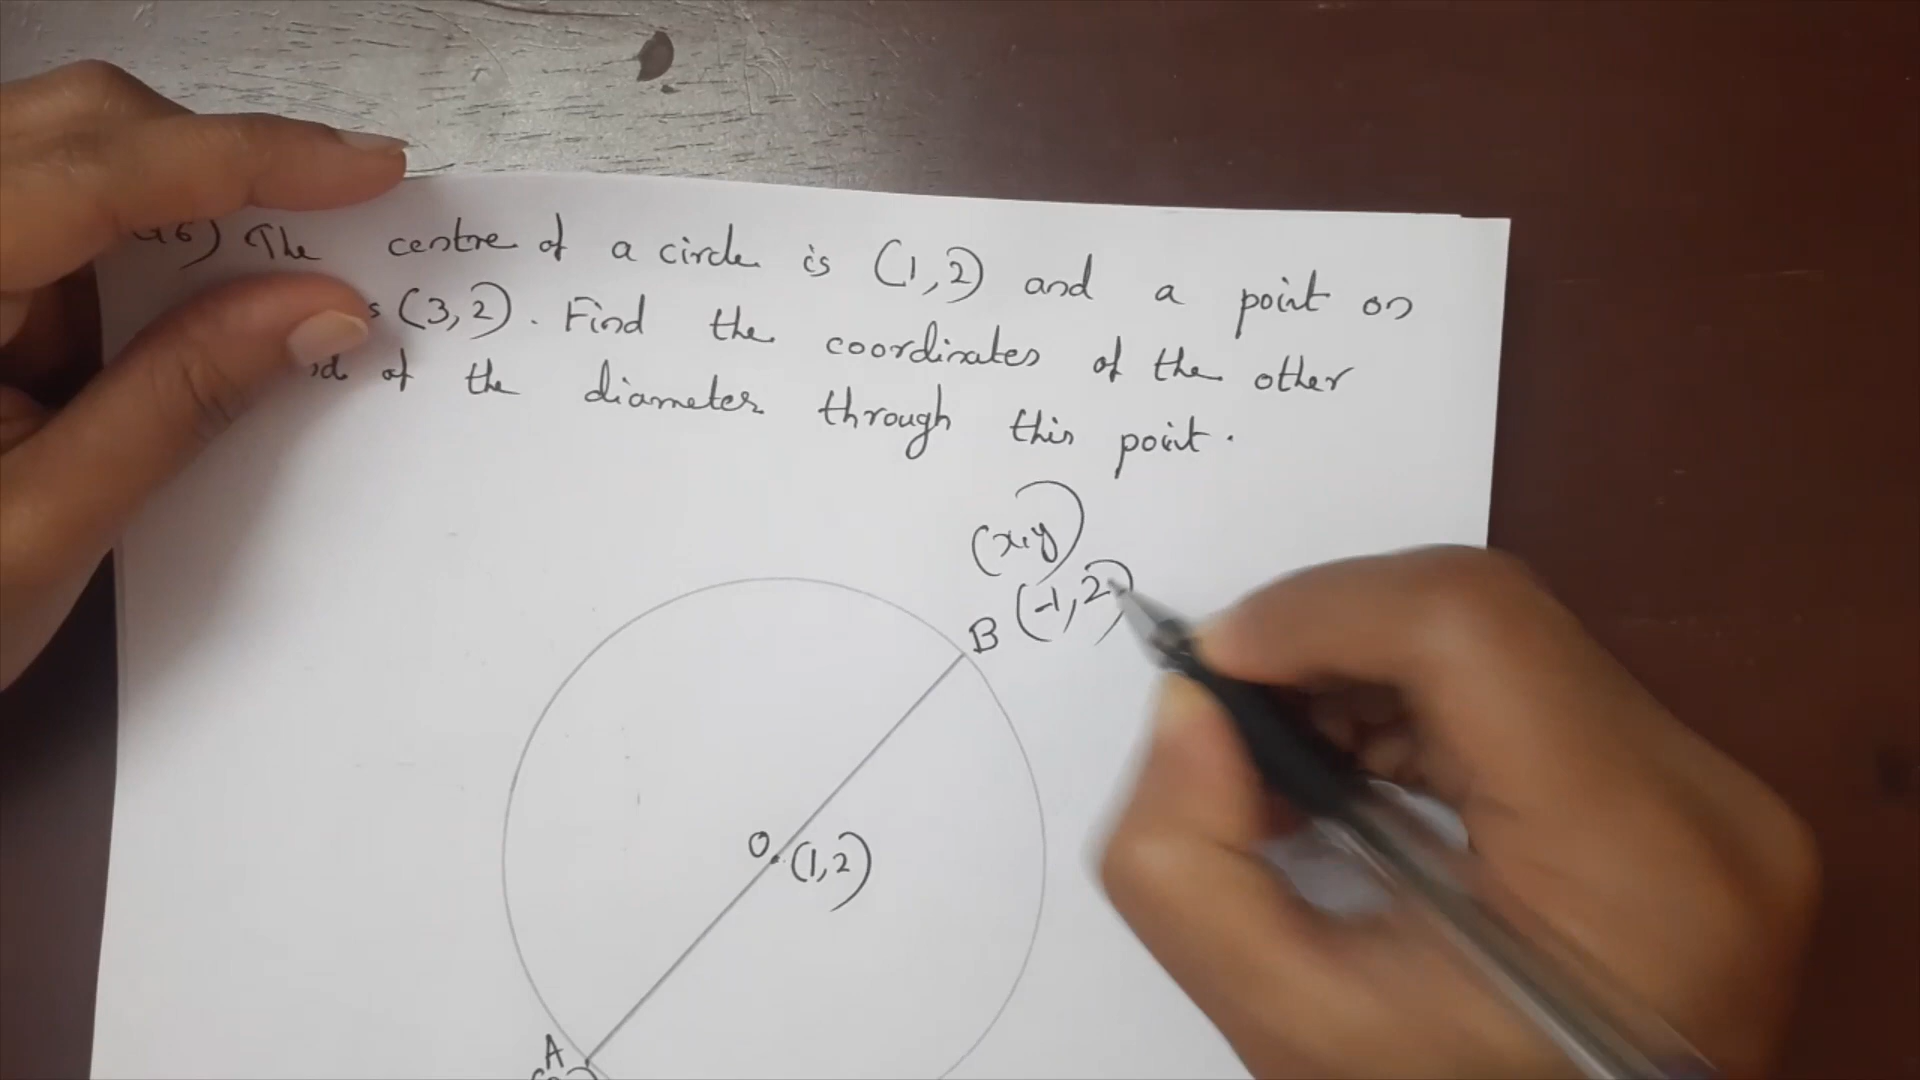 The centre of a circle is (1,2) and a point on
(3,2). Find the coordinates of the other
of the diameter through this point.
(x,y)
B (-1,2)
O (1,2)
A